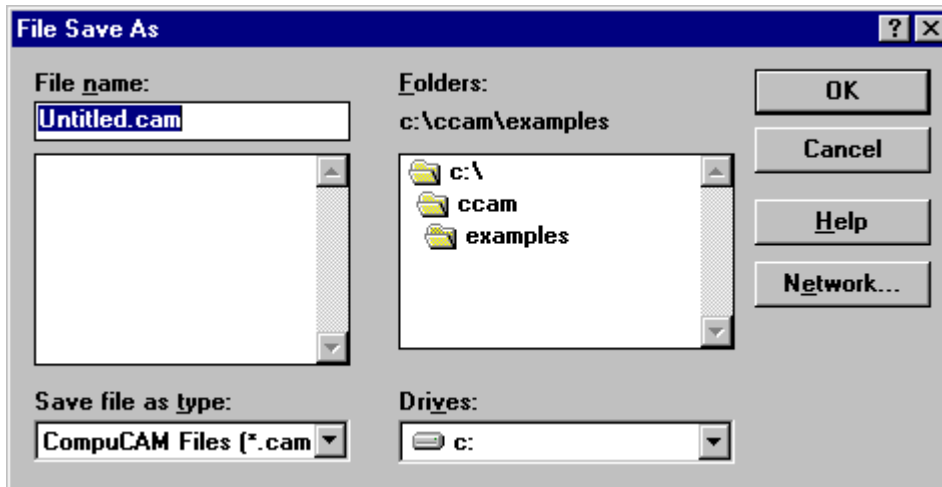 File Save As
File name:
Untitled.cam
Folders:
c:\ccam\examples
c:\
ccam
examples
OK
Cancel
Help
Network...
Save file as type:
CompuCAM Files (*.cam
Drives:
c: